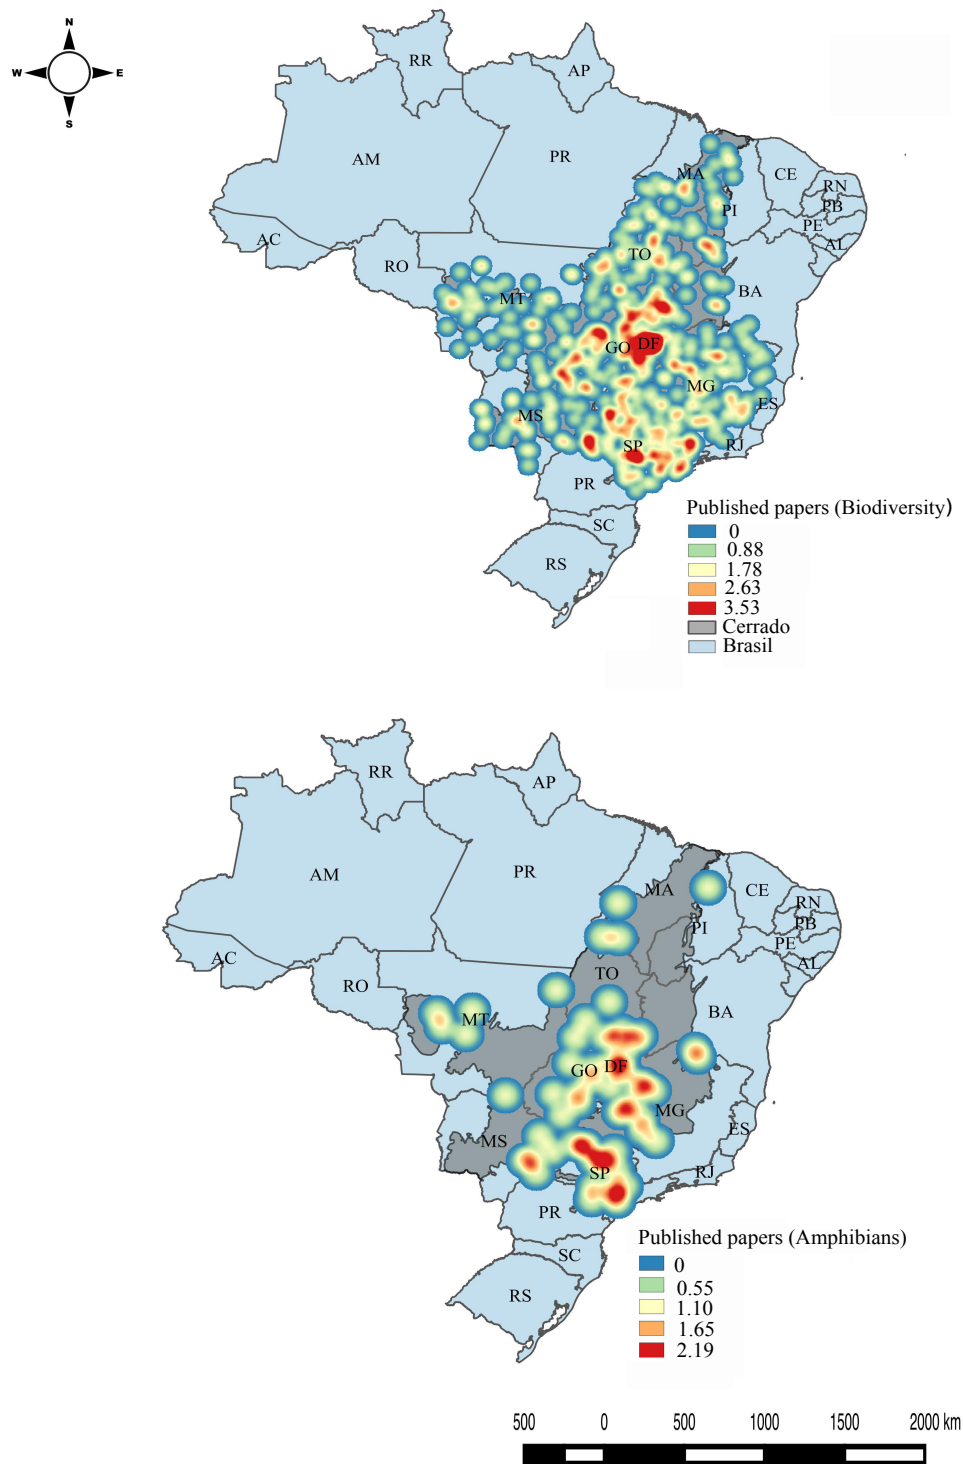 N
W E
S
RR
AP
AM
PR
MA
CE
RN
PB
PI
PE
AL
AC
RO
TO
MT
BA
GO DF
MG
MS
ES
SP
RJ
PR
SC
RS
Published papers (Biodiversity)
0
0.88
1.78
2.63
3.53
Cerrado
Brasil
RR
AP
AM
PR
MA
CE
RN
PB
PI
PE
AL
AC
RO
TO
MT
BA
GO DF
MG
MS
ES
SP
RJ
PR
SC
RS
Published papers (Amphibians)
0
0.55
1.10
1.65
2.19
500 0 500 1000 1500 2000 km